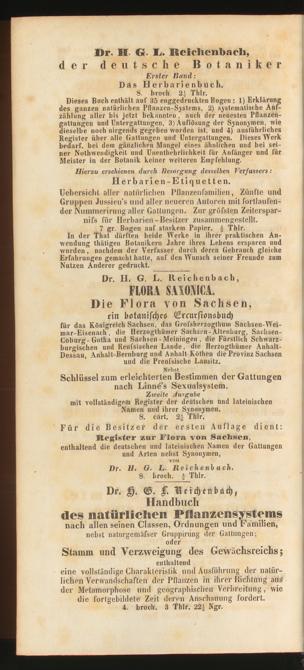 Dr. H. G. L. Reichenbach,
der deutsche Botaniker
Erster Band:
Das Herbarienbuch.
8. broch. 2½ Thlr.
Dieses Buch enthält auf 35 enggedruckten Bogen: 1) Erklärung
des ganzen natürlichen Pflanzen-Systems, 2) systematische Auf-
zählung aller bis jetzt bekannten, auch der neuesten Pflanzen-
gattungen und Untergattungen, 3) Auflösung der Synonymen, wie
dieselbe noch nirgends gegeben worden ist, und 4) ausführliches
Register über alle Gattungen und Untergattungen. Dieses Werk
bedarf, bei dem gänzlichen Mangel eines ähnlichen und bei sei-
ner Nothwendigkeit und Unentbehrlichkeit für Anfänger und für
Meister in der Botanik keiner weiteren Empfehlung.
Hierzu erschienen durch Besorgung desselben Verfassers:
Herbarien-Etiquetten.
Uebersicht aller natürlichen Pflanzenfamilien, Zünfte und
Gruppen Jussieu's und aller neueren Autoren mit fortlaufen-
der Nummerirung aller Gattungen. Zur größten Zeiterspar-
niß für Herbarien-Besitzer zusammengestellt.
7 gr. Bogen auf starkem Papier. Thlr.
In der That dürften beide Werke in ihrer praktischen An-
wendung thätigen Botanikern Jahre ihres Lebens ersparen und
wurden, nachdem der Verfasser durch deren Gebrauch gleiche
Erfahrungen gemacht hatte, auf den Wunsch seiner Freunde zum
Nutzen Anderer gedruckt.
Dr. H. G. L. Reichenbach,
FLORA SAXONICA.
Die Flora von Sachsen,
ein botanisches Excursionsbuch
für das Königreich Sachsen, das Großherzogthum Sachsen-Wei-
mar-Eisenach, die Herzogthümer Sachsen-Altenburg, Sachsen-
Coburg-Gotha und Sachsen-Meiningen, die Fürstlich Schwarz-
burgischen und Reußischen Lande, die Herzogthümer Anhalt-
Dessau, Anhalt-Bernburg und Anhalt-Köthen die Provinz Sachsen
und die Preußische Lausitz.
Nebst
Schlüssel zum erleichterten Bestimmen der Gattungen
nach Linné's Sexualsystem.
Zweite Ausgabe
mit vollständigem Register der deutschen und lateinischen
Namen und ihrer Synonymen.
8. cart. 2½ Thlr.
Für die Besitzer der ersten Auflage dient:
Register zur Flora von Sachsen,
enthaltend die deutschen und lateinischen Namen der Gattungen
und Arten nebst Synonymen,
von
Dr. H. G. L. Reichenbach.
8. broch. Thlr.
Dr. H. G. L. Reichenbach,
Handbuch
des natürlichen Pflanzensystems
nach allen seinen Classen, Ordnungen und Familien,
nebst naturgemäßer Gruppirung der Gattungen;
oder
Stamm und Verzweigung des Gewächsreichs;
enthaltend
eine vollständige Charakteristik und Ausführung der natür-
lichen Verwandschaften der Pflanzen in ihrer Richtung aus
der Metamorphose und geographischen Verbreitung, wie
die fortgebildete Zeit deren Anschauung fordert.
4. broch. 3 Thlr. 22½ Ngr.